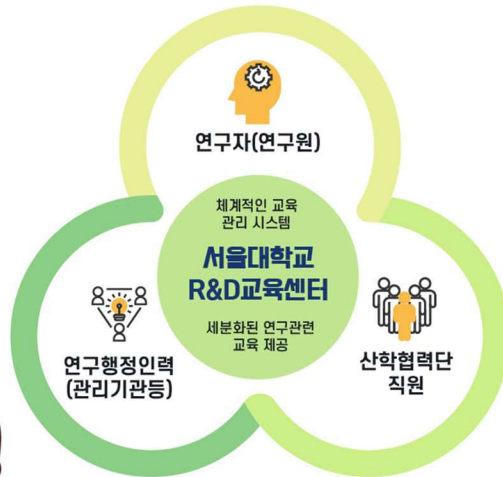 연구자(연구원)
체계적인 교육
관리 시스템
서울대학교
R&D교육센터
세분화된 연구관련
교육 제공
연구행정인력
(관리기관등)
산학협력단
직원